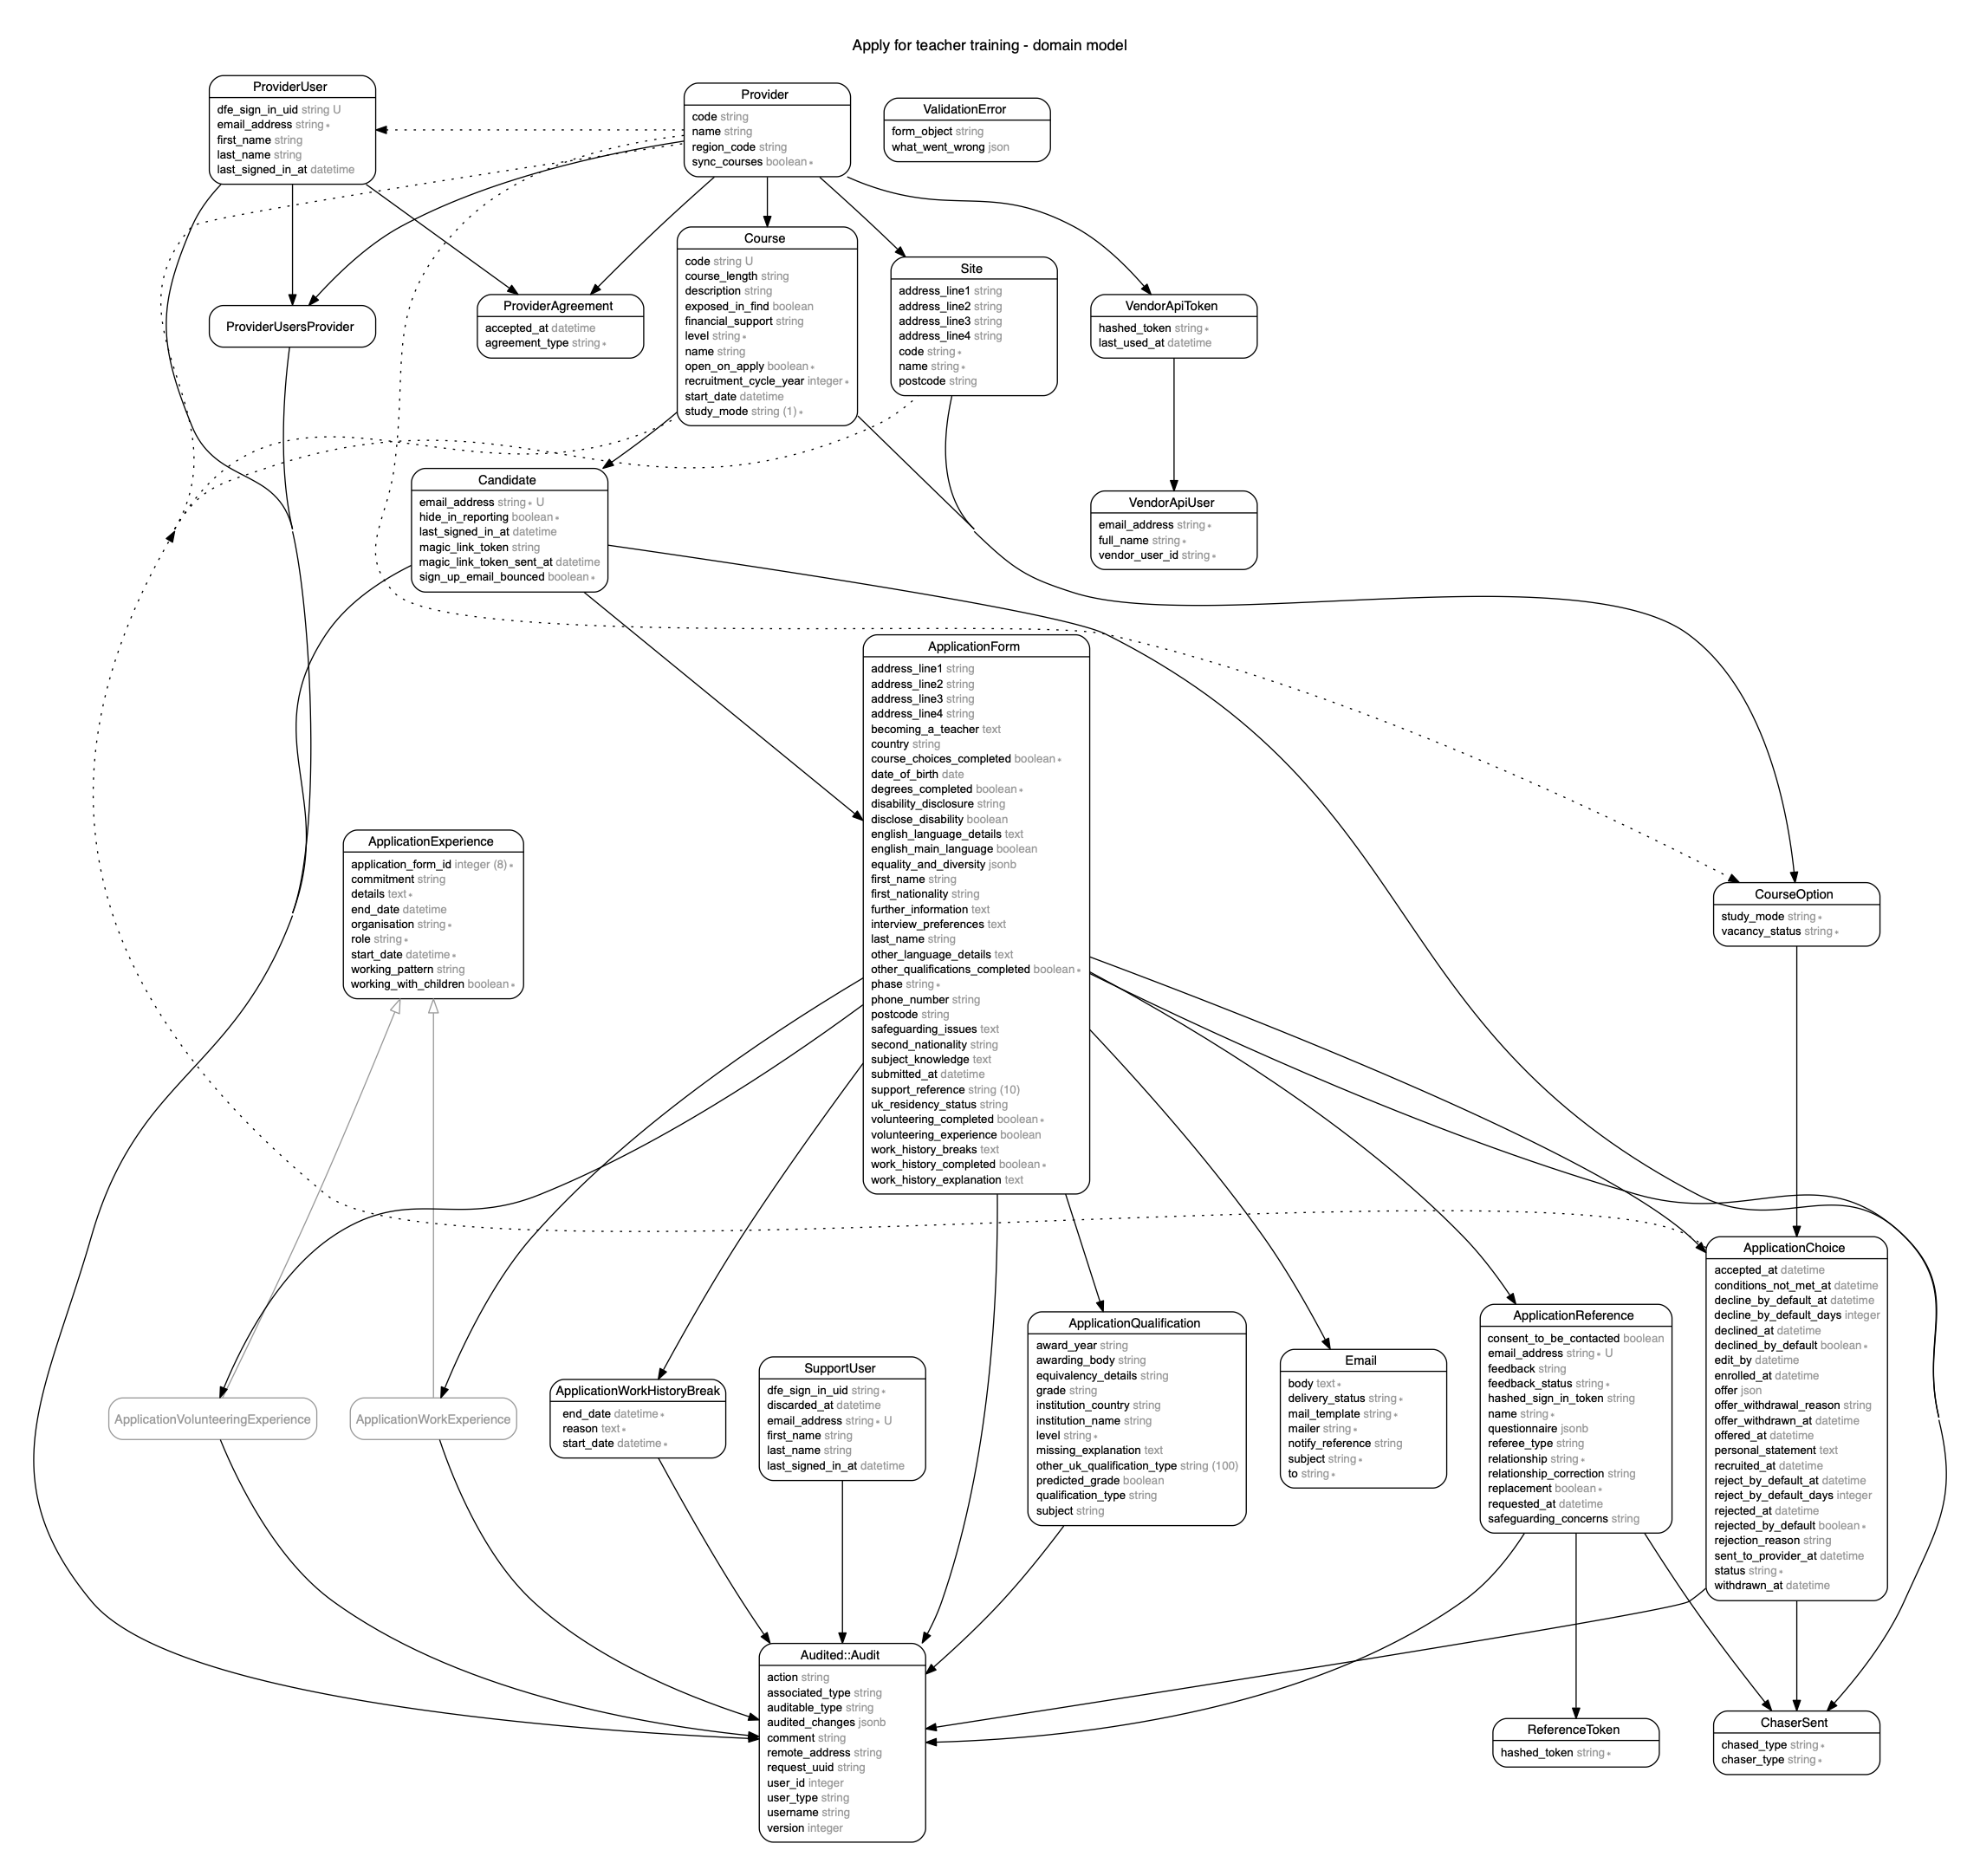 Apply for teacher training - domain model
ProviderUser
dfe_sign_in_uid string U
email_address string ∗
first_name string
last_name string
last_signed_in_at datetime
Provider
code string
name string
region_code string
sync_courses boolean ∗
ValidationError
form_object string
what_went_wrong json
ProviderUsersProvider
ProviderAgreement
accepted_at datetime
agreement_type string ∗
Course
code string U
course_length string
description string
exposed_in_find boolean
financial_support string
level string ∗
name string
open_on_apply boolean ∗
recruitment_cycle_year integer ∗
start_date datetime
study_mode string (1) ∗
Site
address_line1 string
address_line2 string
address_line3 string
address_line4 string
code string ∗
name string ∗
postcode string
VendorApiToken
hashed_token string ∗
last_used_at datetime
Candidate
email_address string ∗ U
hide_in_reporting boolean ∗
last_signed_in_at datetime
magic_link_token string
magic_link_token_sent_at datetime
sign_up_email_bounced boolean ∗
VendorApiUser
email_address string ∗
full_name string ∗
vendor_user_id string ∗
ApplicationForm
address_line1 string
address_line2 string
address_line3 string
address_line4 string
becoming_a_teacher text
country string
course_choices_completed boolean ∗
date_of_birth date
degrees_completed boolean ∗
disability_disclosure string
disclose_disability boolean
english_language_details text
english_main_language boolean
equality_and_diversity jsonb
first_name string
first_nationality string
further_information text
interview_preferences text
last_name string
other_language_details text
other_qualifications_completed boolean ∗
phase string ∗
phone_number string
postcode string
safeguarding_issues text
second_nationality string
subject_knowledge text
submitted_at datetime
support_reference string (10)
uk_residency_status string
volunteering_completed boolean ∗
volunteering_experience boolean
work_history_breaks text
work_history_completed boolean ∗
work_history_explanation text
ApplicationExperience
application_form_id integer (8) ∗
commitment string
details text ∗
end_date datetime
organisation string ∗
role string ∗
start_date datetime ∗
working_pattern string
working_with_children boolean ∗
CourseOption
study_mode string ∗
vacancy_status string ∗
ApplicationVolunteeringExperience
ApplicationWorkExperience
ApplicationWorkHistoryBreak
end_date datetime ∗
reason text ∗
start_date datetime ∗
SupportUser
dfe_sign_in_uid string ∗
discarded_at datetime
email_address string ∗ U
first_name string
last_name string
last_signed_in_at datetime
ApplicationQualification
award_year string
awarding_body string
equivalency_details string
grade string
institution_country string
institution_name string
level string ∗
missing_explanation text
other_uk_qualification_type string (100)
predicted_grade boolean
qualification_type string
subject string
Email
body text ∗
delivery_status string ∗
mail_template string ∗
mailer string ∗
notify_reference string
subject string ∗
to string ∗
ApplicationReference
consent_to_be_contacted boolean
email_address string ∗ U
feedback string
feedback_status string ∗
hashed_sign_in_token string
name string ∗
questionnaire jsonb
referee_type string
relationship string ∗
relationship_correction string
replacement boolean ∗
requested_at datetime
safeguarding_concerns string
ApplicationChoice
accepted_at datetime
conditions_not_met_at datetime
decline_by_default_at datetime
decline_by_default_days integer
declined_at datetime
declined_by_default boolean ∗
edit_by datetime
enrolled_at datetime
offer json
offer_withdrawal_reason string
offer_withdrawn_at datetime
offered_at datetime
personal_statement text
recruited_at datetime
reject_by_default_at datetime
reject_by_default_days integer
rejected_at datetime
rejected_by_default boolean ∗
rejection_reason string
sent_to_provider_at datetime
status string ∗
withdrawn_at datetime
Audited::Audit
action string
associated_type string
auditable_type string
audited_changes jsonb
comment string
remote_address string
request_uuid string
user_id integer
user_type string
username string
version integer
ReferenceToken
hashed_token string ∗
ChaserSent
chased_type string ∗
chaser_type string ∗